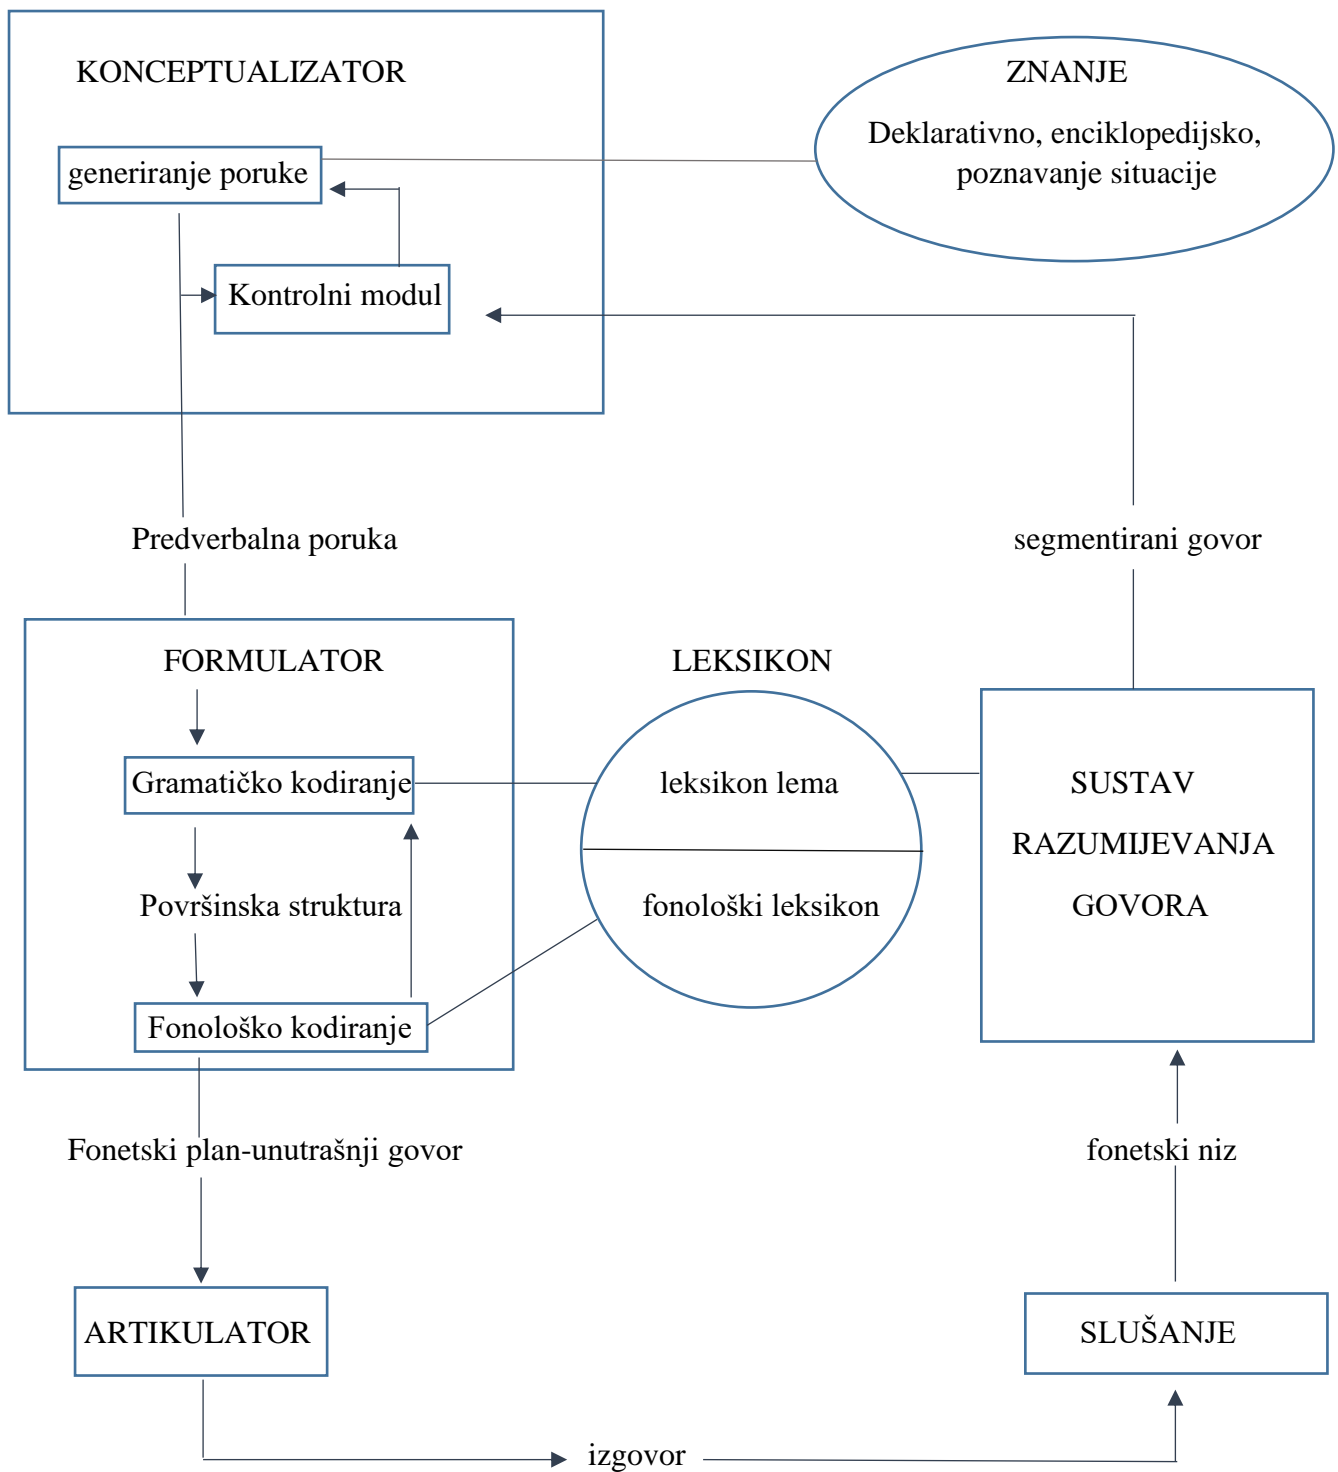 KONCEPTUALIZATOR
ZNANJE
Deklarativno, enciklopedijsko,
poznavanje situacije
generiranje poruke
Kontrolni modul
Predverbalna poruka
segmentirani govor
FORMULATOR
LEKSIKON
Gramatičko kodiranje
leksikon lema
SUSTAV
RAZUMIJEVANJA
GOVORA
Površinska struktura
fonološki leksikon
Fonološko kodiranje
Fonetski plan-unutrašnji govor
fonetski niz
ARTIKULATOR
SLUŠANJE
izgovor